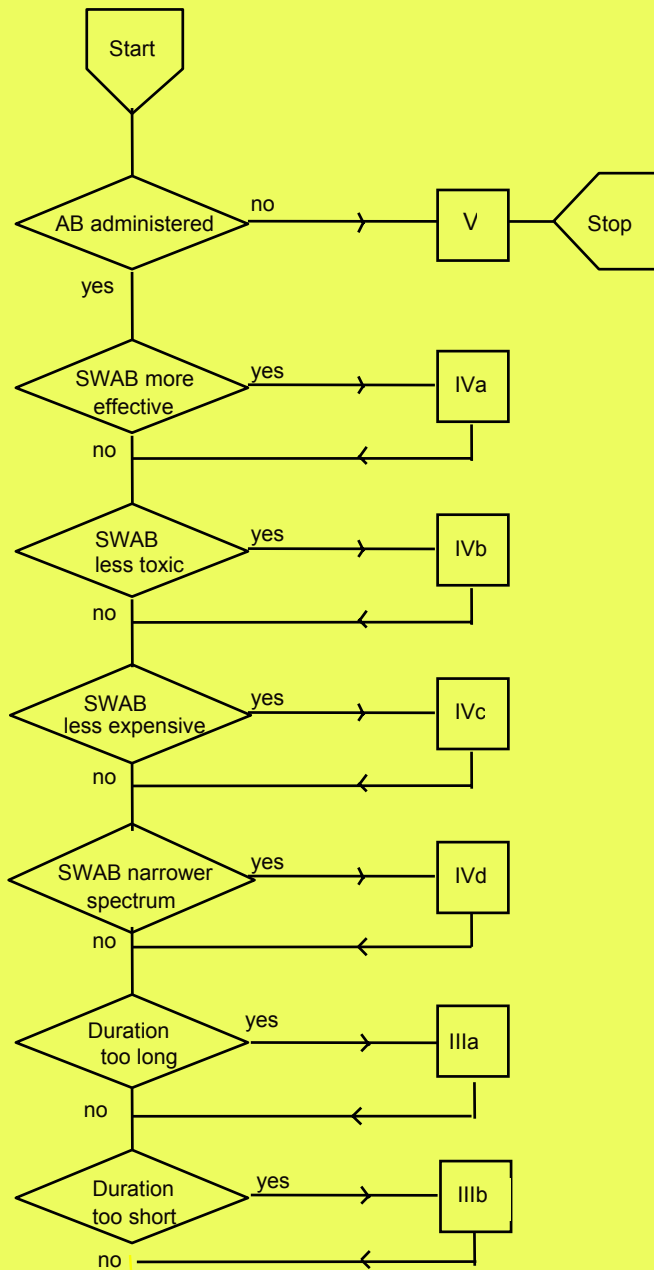 Start
AB administered
no
V
Stop
yes
SWAB more
effective
yes
IVa
no
SWAB
less toxic
yes
IVb
no
SWAB
less expensive
yes
IVc
no
SWAB narrower
spectrum
yes
IVd
no
Duration
too long
yes
IIIa
no
Duration
too short
yes
IIIb
no